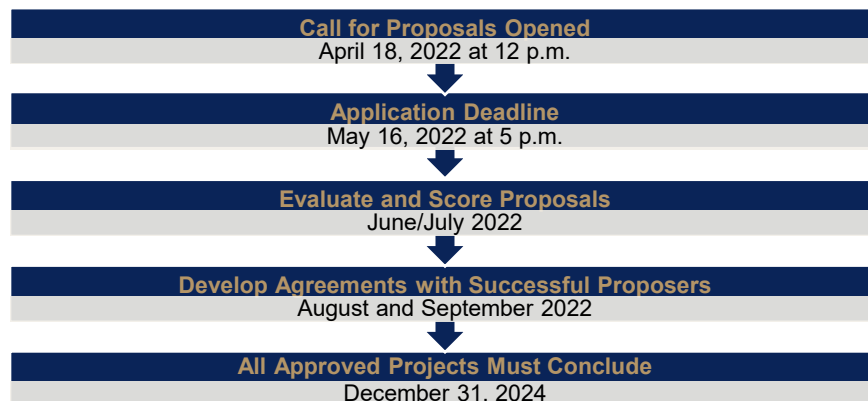 Call for Proposals Opened
April 18, 2022 at 12 p.m.
Application Deadline
May 16, 2022 at 5 p.m.
Evaluate and Score Proposals
June/July 2022
Develop Agreements with Successful Proposers
August and September 2022
All Approved Projects Must Conclude
December 31, 2024